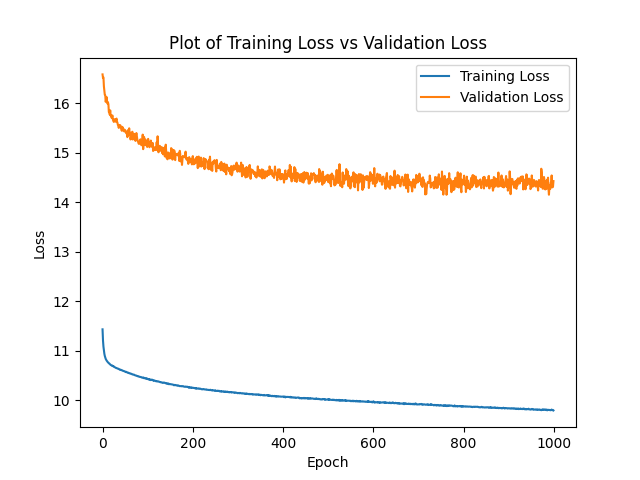 Plot of Training Loss vs Validation Loss
Training Loss
Validation Loss
16
15
14
13
12
11
10
Loss
0 200 400 600 800 1000
Epoch